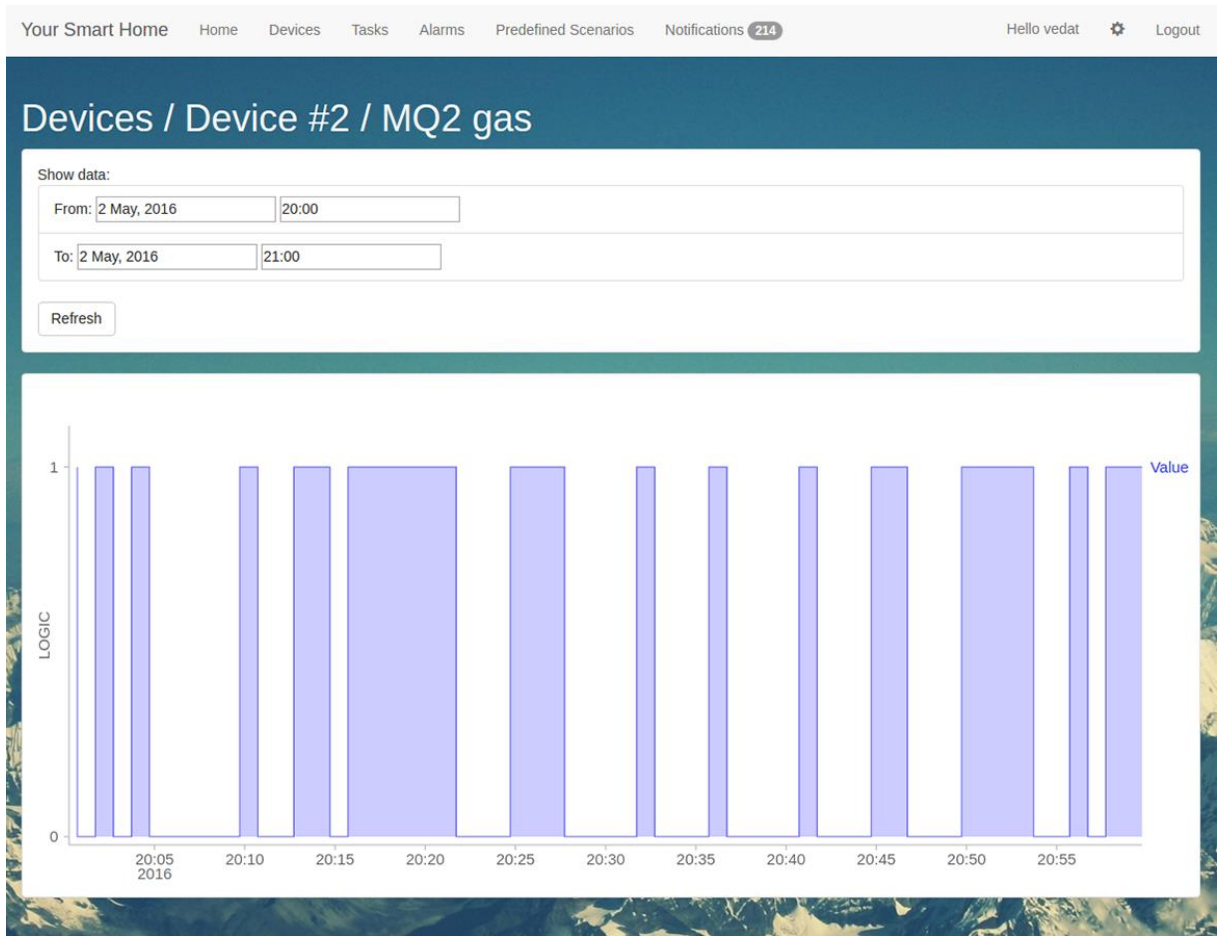 Your Smart Home Home Devices Tasks Alarms Predefined Scenarios Notifications 214 Hello vedat Logout
Devices / Device #2 / MQ2 gas
Show data:
From: 2 May, 2016 20:00
To: 2 May, 2016 21:00
Refresh
1
Value
LOGIC
0
20:05 20:10 20:15 20:20 20:25 20:30 20:35 20:40 20:45 20:50 20:55
2016